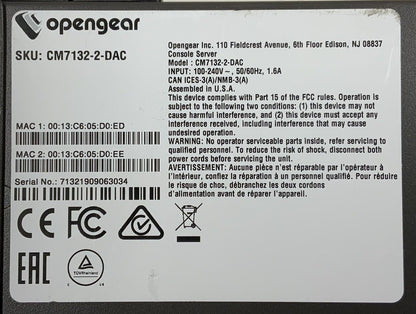 opengear
SKU: CM7132-2-DAC
MAC 1: 00:13:C6:05:D0:ED
MAC 2: 00:13:C6:05:D0:EE
Serial No.: 71321909063034
Opengear Inc. 110 Fieldcrest Avenue, 6th Floor Edison, NJ 08837
Console Server
Model : CM7132-2-DAC
INPUT: 100-240V~, 50/60Hz, 1.6A
CAN ICES-3(A)/NMB-3(A)
Assembled in U.S.A.
This device complies with Part 15 of the FCC rules. Operation is
subject to the following two conditions: (1) this device may not
cause harmful interference, and (2) this device must accept any
interference received, including interference that may cause
undesired operation.
WARNING: No operator serviceable parts inside, refer servicing to
qualified personnel. To reduce the risk of shock, disconnect both
power cords before servicing in the unit.
AVERTISSEMENT: Aucune pièce n'est réparable par l'opérateur à
l'intérieur, confiez la réparation à un personnel qualifié. Pour réduire
le risque de choc, débranchez les deux cordons
d'alimentation avant de réparer l'appareil.
CE FC
EAC
TÜVRheinland